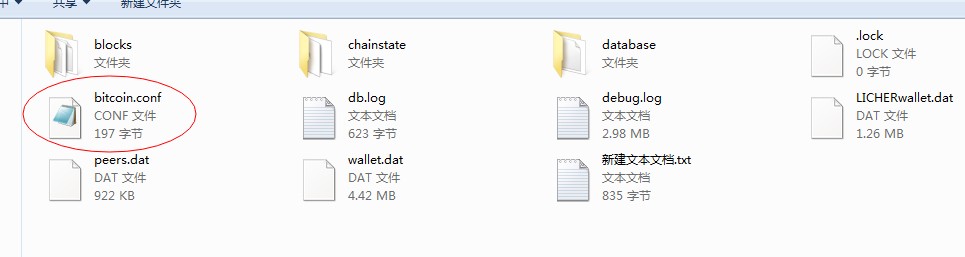 共享 新建文件夹
blocks
文件夹
chainstate
文件夹
database
文件夹
.lock
LOCK 文件
0 字节
bitcoin.conf
CONF 文件
197 字节
db.log
文本文档
623 字节
debug.log
文本文档
2.98 MB
LICHERwallet.dat
DAT 文件
1.26 MB
peers.dat
DAT 文件
922 KB
wallet.dat
DAT 文件
4.42 MB
新建文本文档.txt
文本文档
835 字节